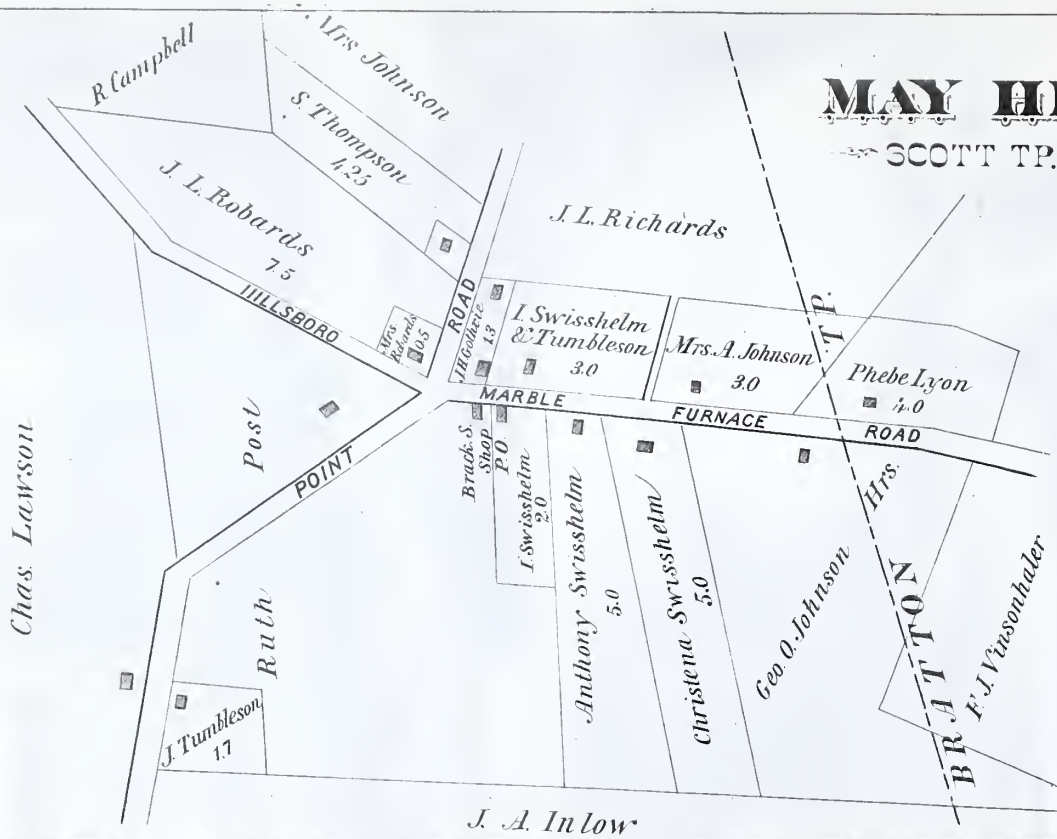 MAY
SCOTT TP.
R Campbell
Mrs Johnson
S. Thompson
4.25
J. L. Robards
7.5
J. L. Richards
HILLSBORO
ROAD
Mrs.
Robards
0.5
J.H. Gothrie
1.3
I. Swisshelm
& Tumbleson
3.0
Mrs. A. Johnson
3.0
TP.
Phebe Lyon
4.0
MARBLE FURNACE ROAD
Post
POINT
Brack. S.
Shop
P.O.
I. Swisshelm
2.0
Anthony Swisshelm
5.0
Christena Swisshelm
5.0
Geo. O. Johnson Hrs.
BRATTON
F. J. Vinsonhaler
Chas. Lawson
Ruth
J. Tumbleson
1.7
J. A. Inlow